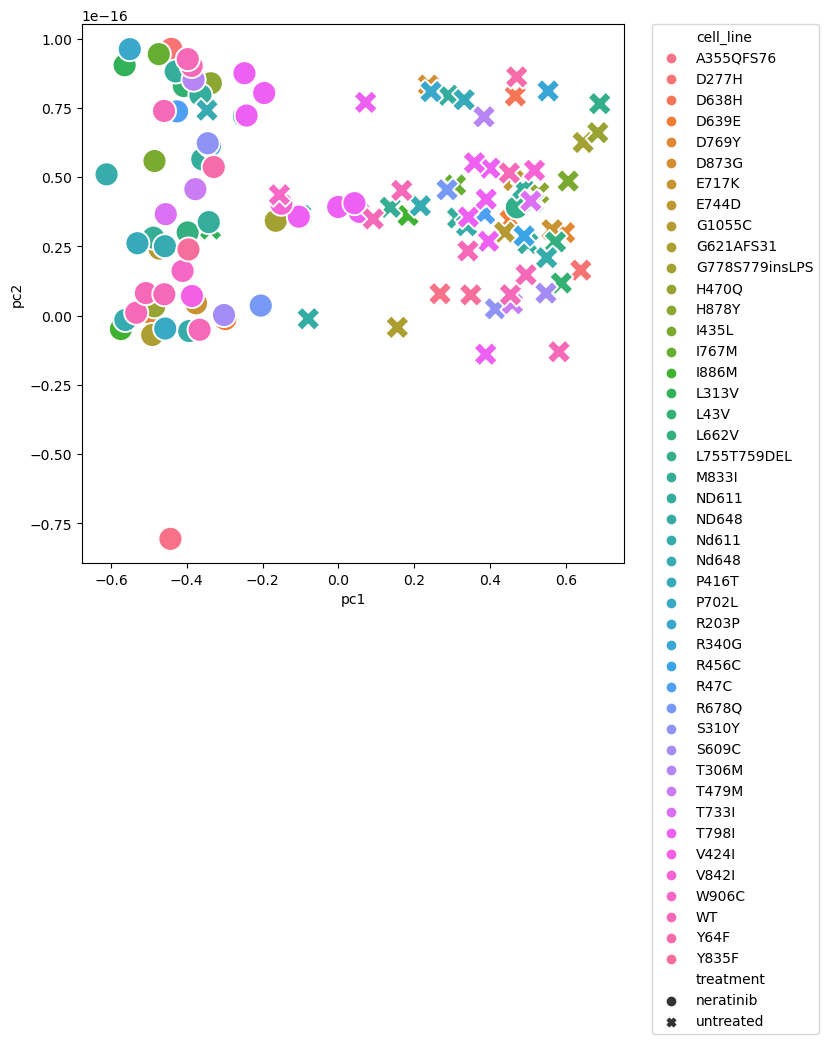 1e−16
1.00
0.75
0.50
0.25
0.00
−0.25
−0.50
−0.75
pc2
−0.6
−0.4
−0.2
0.0
0.2
0.4
0.6
pc1
cell_line
A355QFS76
D277H
D638H
D639E
D769Y
D873G
E717K
E744D
G1055C
G621AFS31
G778S779insLPS
H470Q
H878Y
I435L
I767M
I886M
L313V
L43V
L662V
L755T759DEL
M833I
ND611
ND648
Nd611
Nd648
P416T
P702L
R203P
R340G
R456C
R47C
R678Q
S310Y
S609C
T306M
T479M
T733I
T798I
V424I
V842I
W906C
WT
Y64F
Y835F
treatment
neratinib
untreated